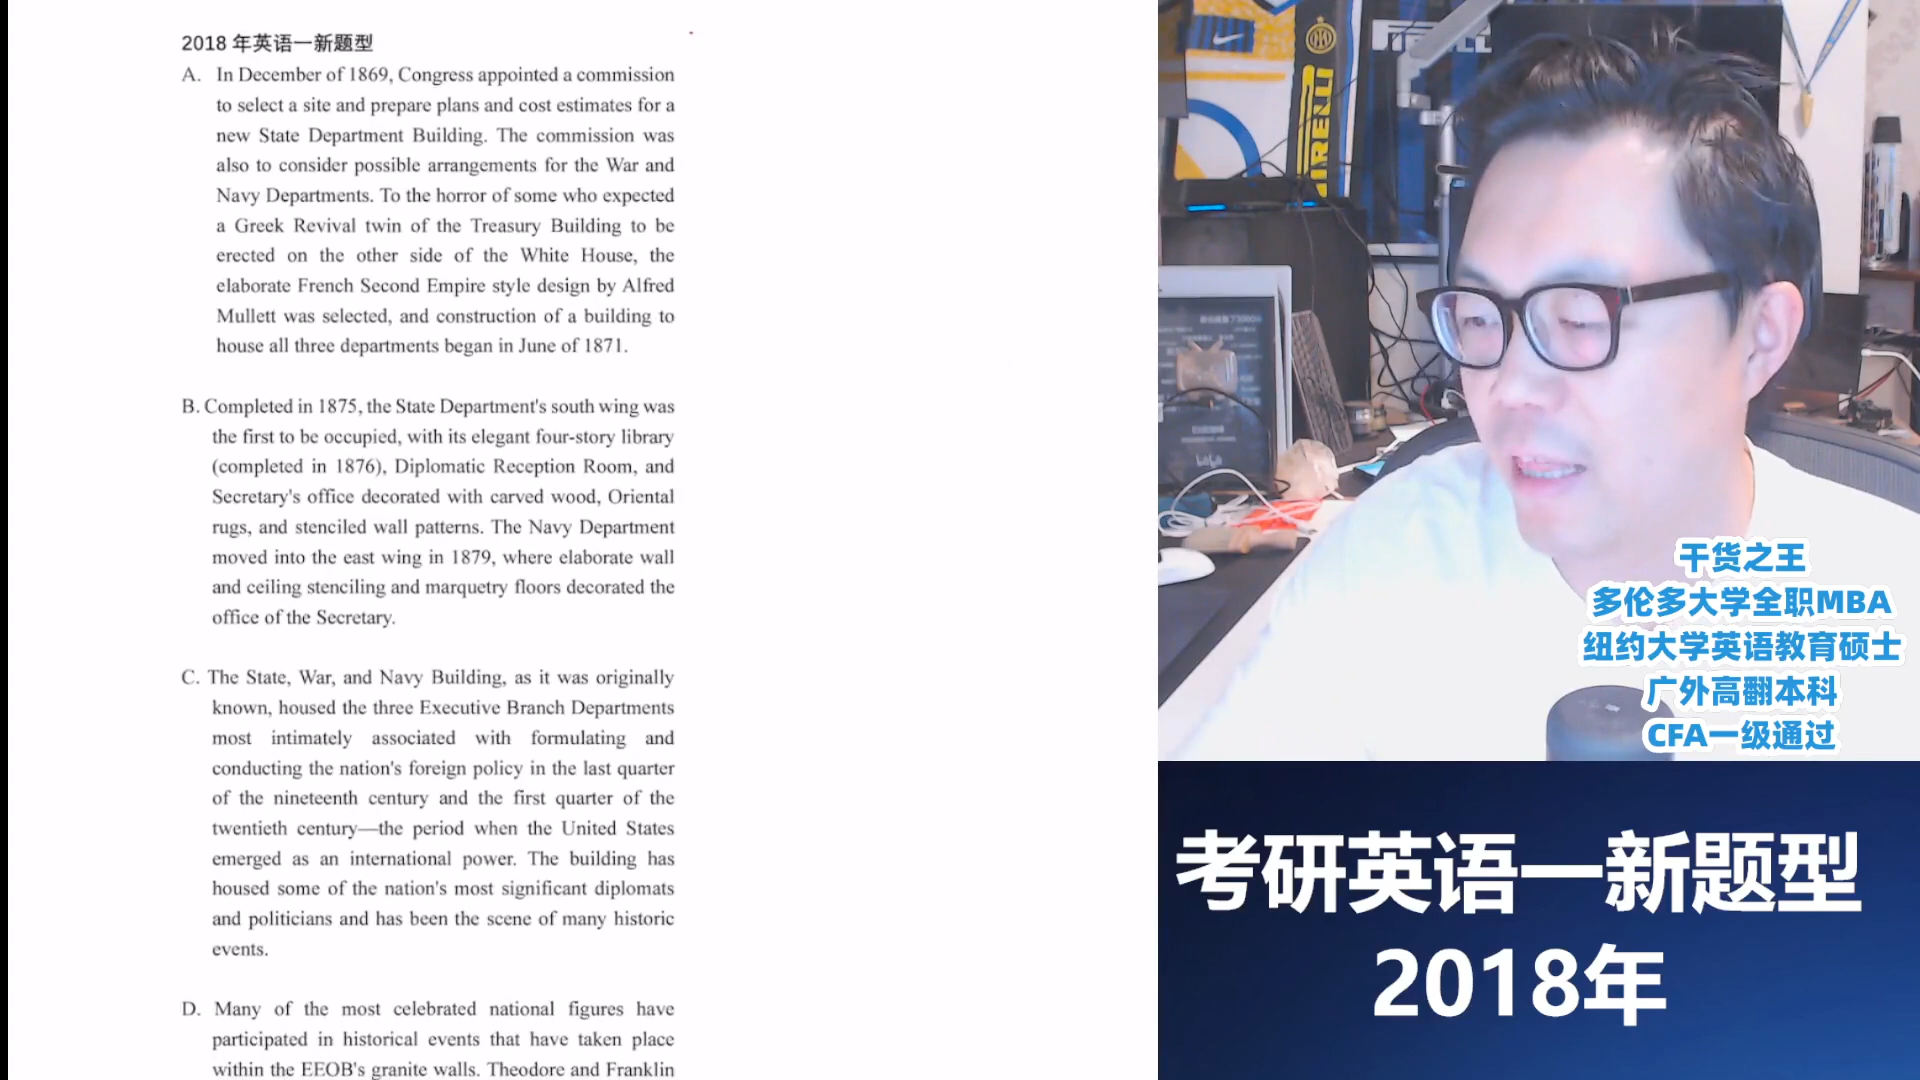 2018 年英语一新题型
A. In December of 1869, Congress appointed a commission
to select a site and prepare plans and cost estimates for a
new State Department Building. The commission was
also to consider possible arrangements for the War and
Navy Departments. To the horror of some who expected
a Greek Revival twin of the Treasury Building to be
erected on the other side of the White House, the
elaborate French Second Empire style design by Alfred
Mullett was selected, and construction of a building to
house all three departments began in June of 1871.
B. Completed in 1875, the State Department's south wing was
the first to be occupied, with its elegant four-story library
(completed in 1876), Diplomatic Reception Room, and
Secretary's office decorated with carved wood, Oriental
rugs, and stenciled wall patterns. The Navy Department
moved into the east wing in 1879, where elaborate wall
and ceiling stenciling and marquetry floors decorated the
office of the Secretary.
C. The State, War, and Navy Building, as it was originally
known, housed the three Executive Branch Departments
most intimately associated with formulating and
conducting the nation's foreign policy in the last quarter
of the nineteenth century and the first quarter of the
twentieth century—the period when the United States
emerged as an international power. The building has
housed some of the nation's most significant diplomats
and politicians and has been the scene of many historic
events.
D. Many of the most celebrated national figures have
participated in historical events that have taken place
within the EEOB's granite walls. Theodore and Franklin
PIRELLI
干货之王
多伦多大学全职MBA
纽约大学英语教育硕士
广外高翻本科
CFA一级通过
考研英语一新题型
2018年